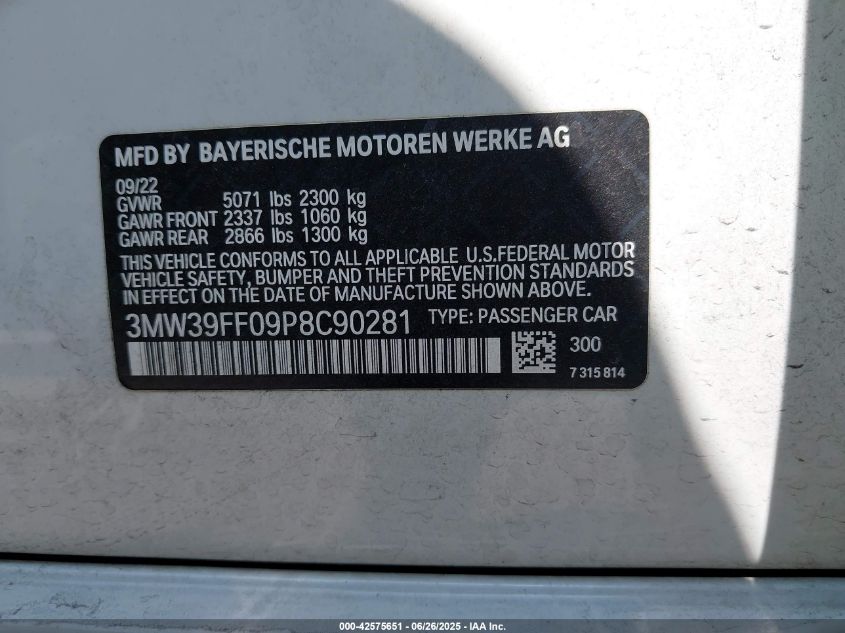 MFD BY BAYERISCHE MOTOREN WERKE AG
09/22
GVWR 5071 lbs 2300 kg
GAWR FRONT 2337 lbs 1060 kg
GAWR REAR 2866 lbs 1300 kg
THIS VEHICLE CONFORMS TO ALL APPLICABLE U.S.FEDERAL MOTOR
VEHICLE SAFETY, BUMPER AND THEFT PREVENTION STANDARDS
IN EFFECT ON THE DATE OF MANUFACTURE SHOWN ABOVE.
3MW39FF09P8C90281 TYPE: PASSENGER CAR
300
7 315 814
000-42575651 | 06/26/2025 - IAA Inc.